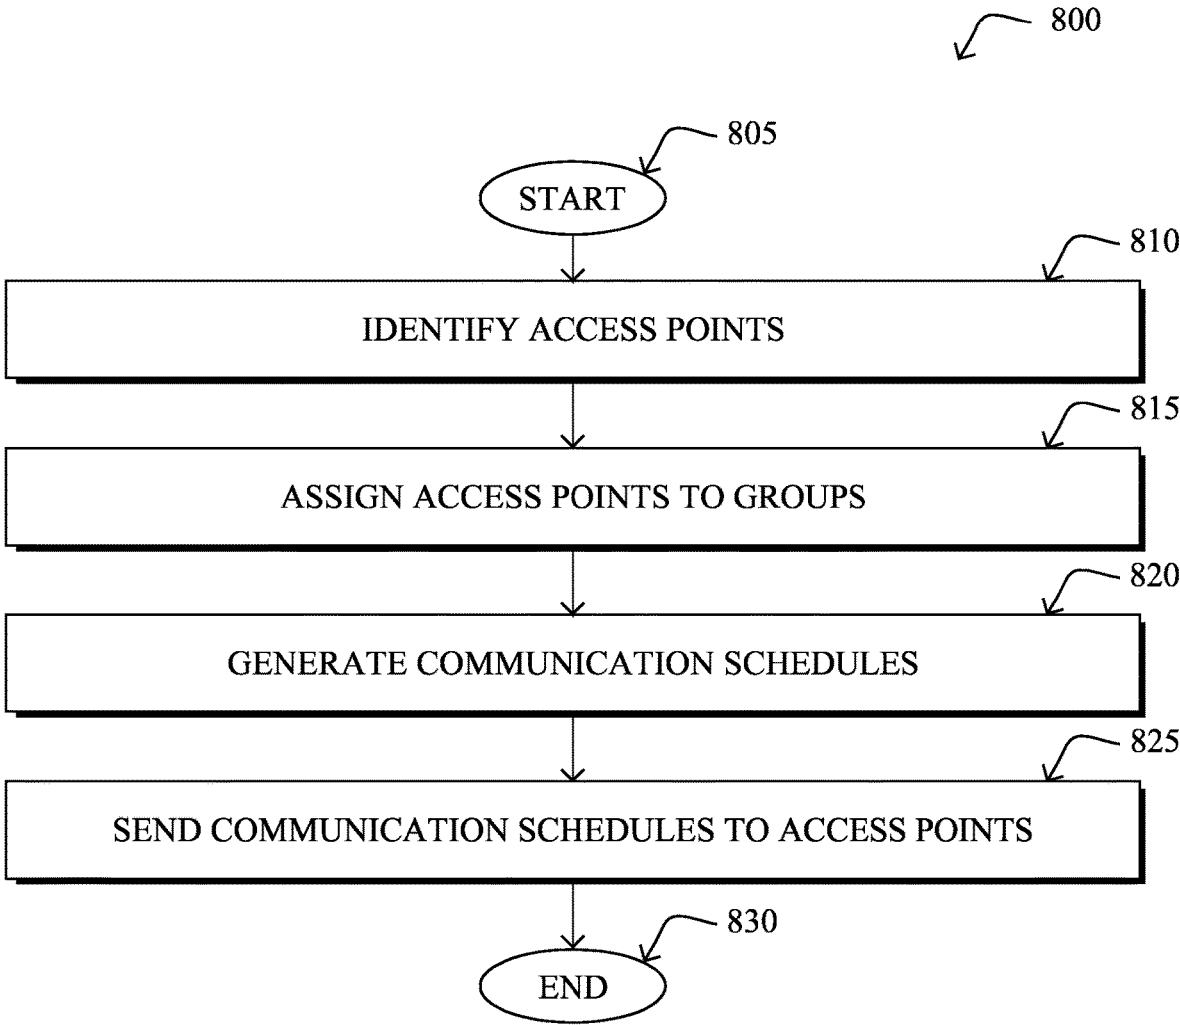 800
805
START
810
IDENTIFY ACCESS POINTS
815
ASSIGN ACCESS POINTS TO GROUPS
820
GENERATE COMMUNICATION SCHEDULES
825
SEND COMMUNICATION SCHEDULES TO ACCESS POINTS
830
END